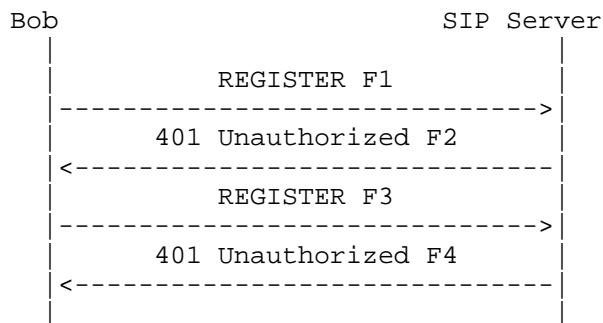 Bob SIP Server
REGISTER F1
401 Unauthorized F2
REGISTER F3
401 Unauthorized F4